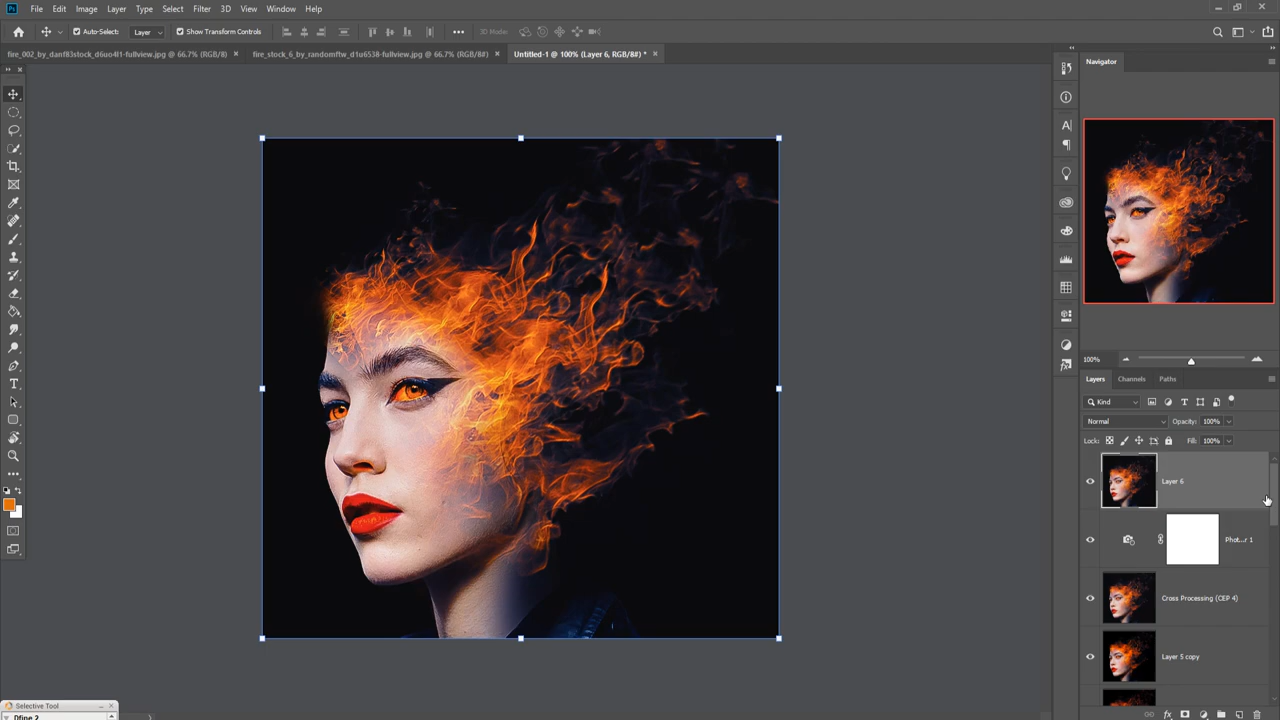 Ps File Edit Image Layer Type Select Filter 3D View Window Help
Auto-Select: Layer Show Transform Controls 3D Mode:
fire_002_by_danf83stock_d6uo4l1-fullview.jpg @ 66.7% (RGB/8) fire_stock_6_by_randomftw_d1u6538-fullview.jpg @ 66.7% (RGB/8#) Untitled-1 @ 100% (Layer 6, RGB/8#) *
Navigator
100%
Layers Channels Paths
Kind
Normal Opacity: 100%
Lock: Fill: 100%
Layer 6
Phot...r 1
Cross Processing (CEP 4)
Layer 5 copy
Selective Tool
Dfine 2